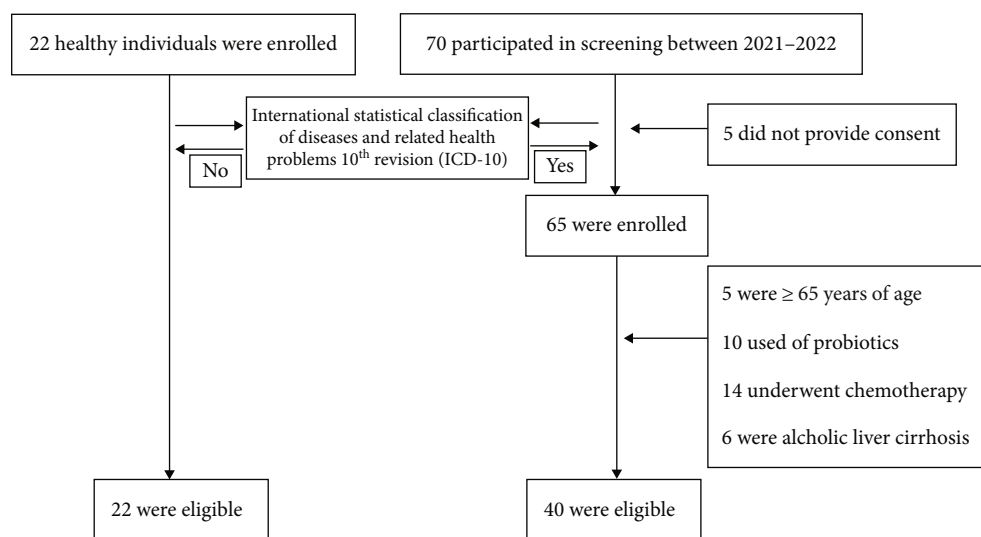 22 healthy individuals were enrolled
70 participated in screening between 2021–2022
International statistical classification
of diseases and related health
problems 10th revision (ICD-10)
5 did not provide consent
No
Yes
65 were enrolled
5 were ≥ 65 years of age
10 used of probiotics
14 underwent chemotherapy
6 were alcholic liver cirrhosis
22 were eligible
40 were eligible